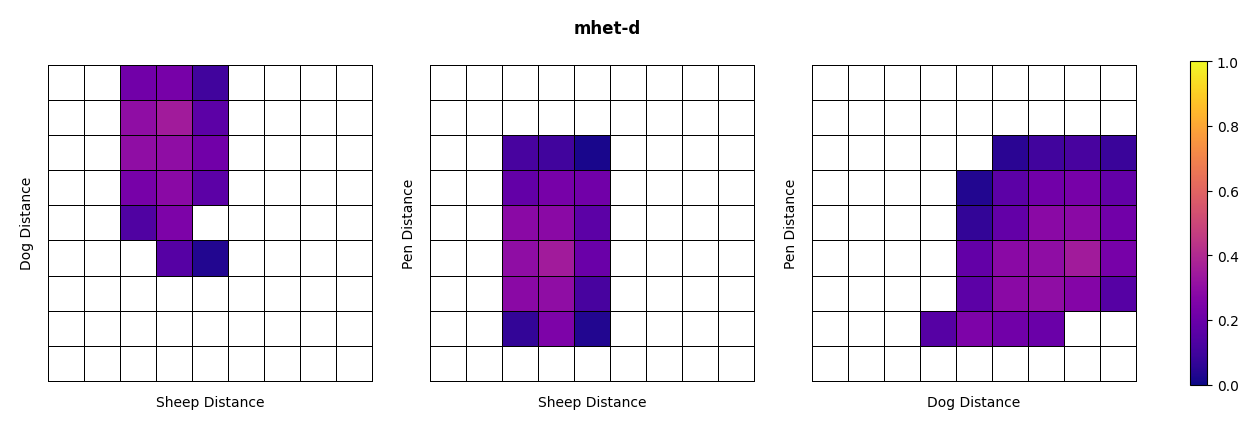 mhet-d
Dog Distance
Sheep Distance
Pen Distance
Sheep Distance
Pen Distance
Dog Distance
1.0
0.8
0.6
0.4
0.2
0.0